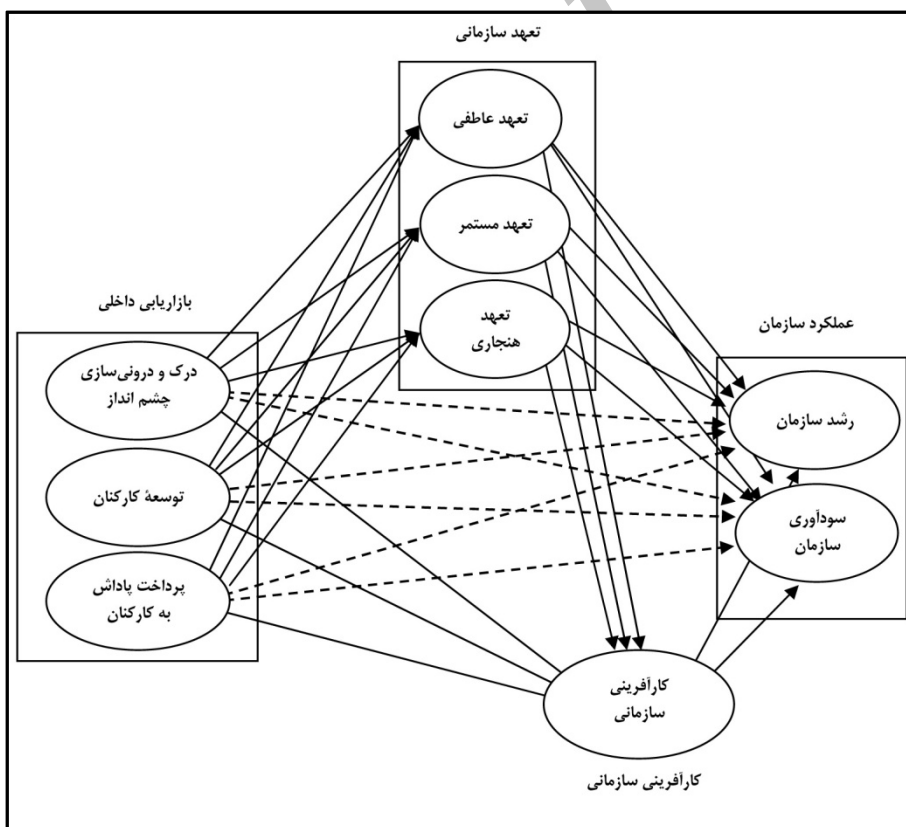 تعهد سازمانی
تعهد عاطفی
تعهد مستمر
تعهد
هنجاری
بازاریابی داخلی
درک و درونی‌سازی
چشم انداز
توسعۀ کارکنان
پرداخت پاداش
به کارکنان
عملکرد سازمان
رشد سازمان
سودآوری
سازمان
کارآفرینی
سازمانی
کارآفرینی سازمانی